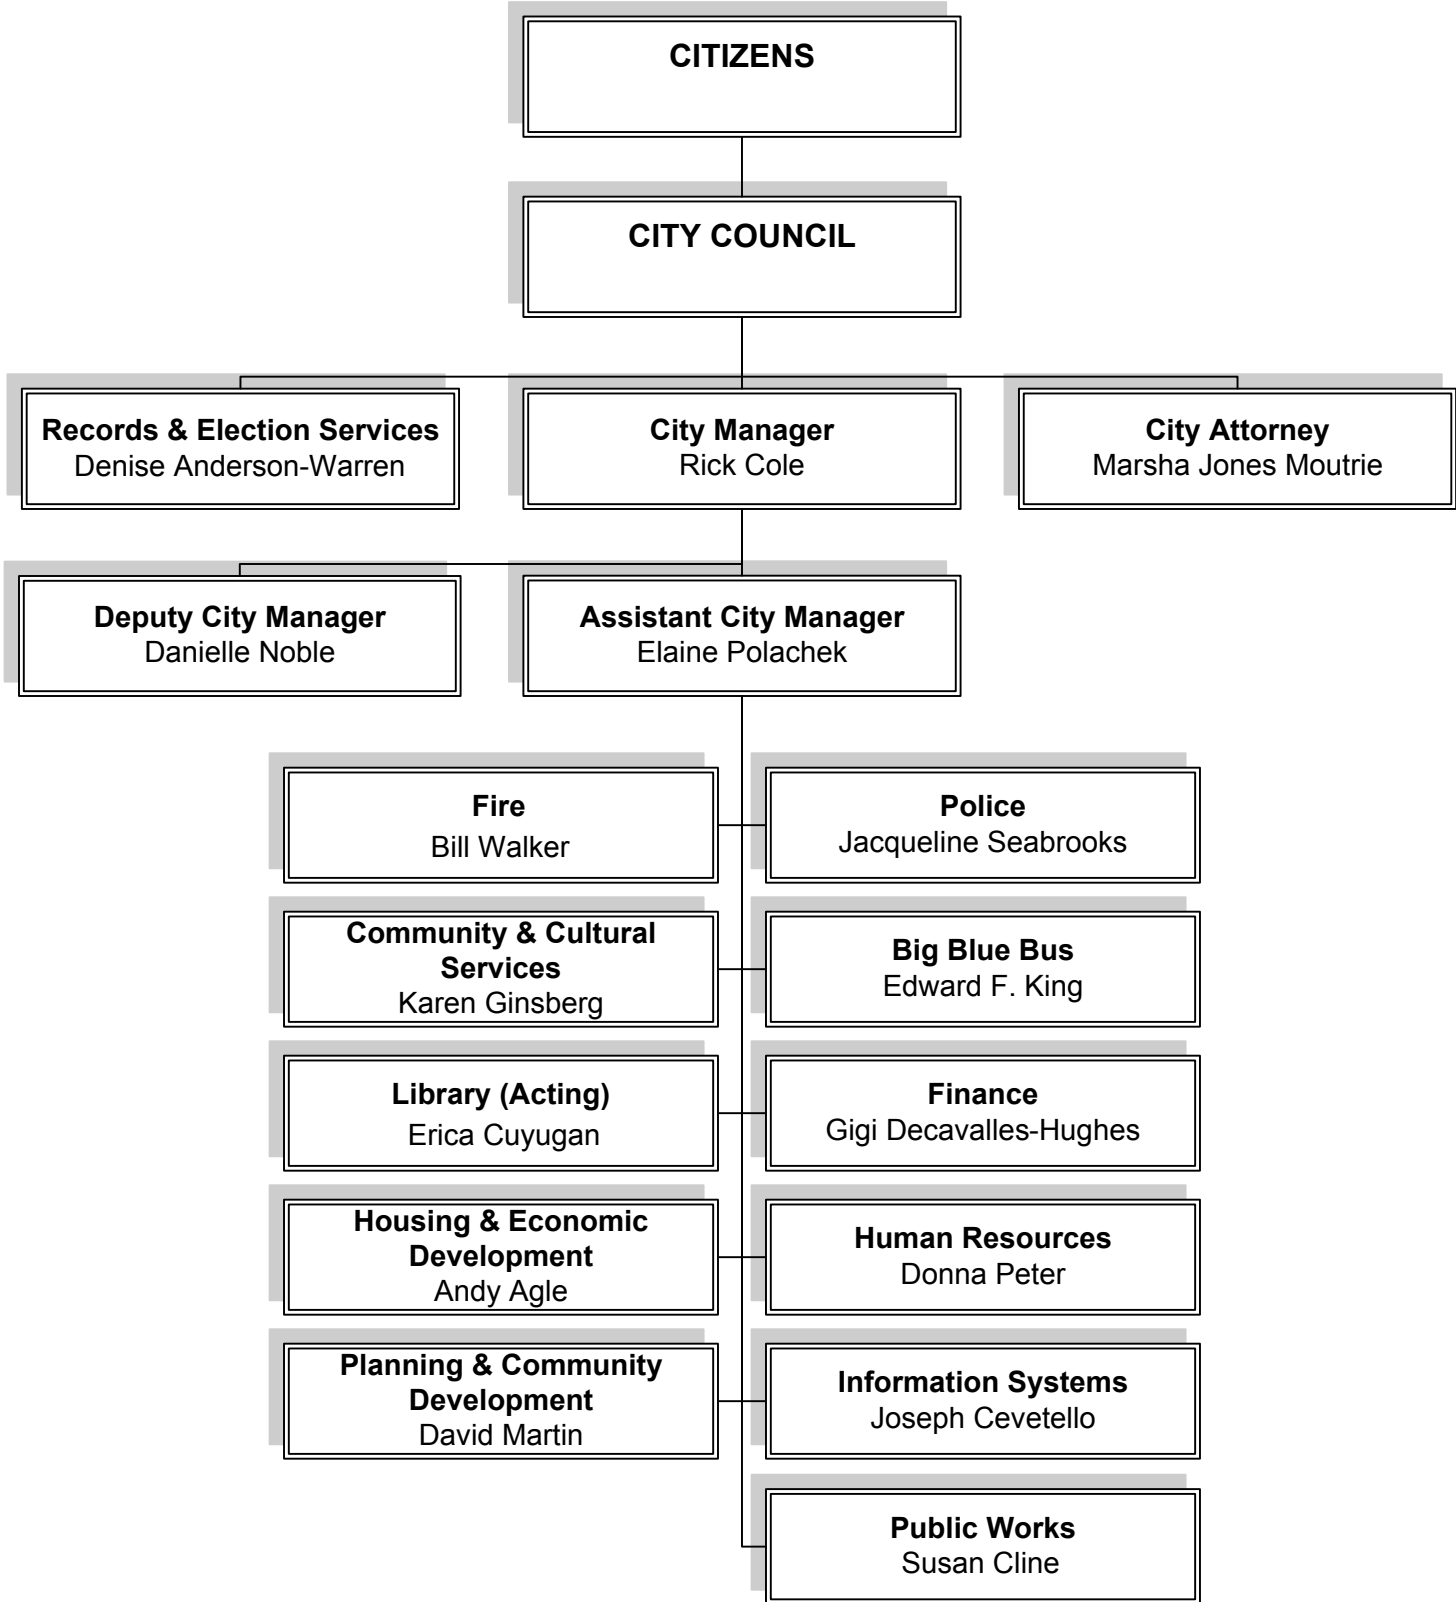 CITIZENS
CITY COUNCIL
Records & Election Services
Denise Anderson-Warren
City Manager
Rick Cole
City Attorney
Marsha Jones Moutrie
Deputy City Manager
Danielle Noble
Assistant City Manager
Elaine Polachek
Fire
Bill Walker
Police
Jacqueline Seabrooks
Community & Cultural
Services
Karen Ginsberg
Big Blue Bus
Edward F. King
Library (Acting)
Erica Cuyugan
Finance
Gigi Decavalles-Hughes
Housing & Economic
Development
Andy Agle
Human Resources
Donna Peter
Planning & Community
Development
David Martin
Information Systems
Joseph Cevetello
Public Works
Susan Cline